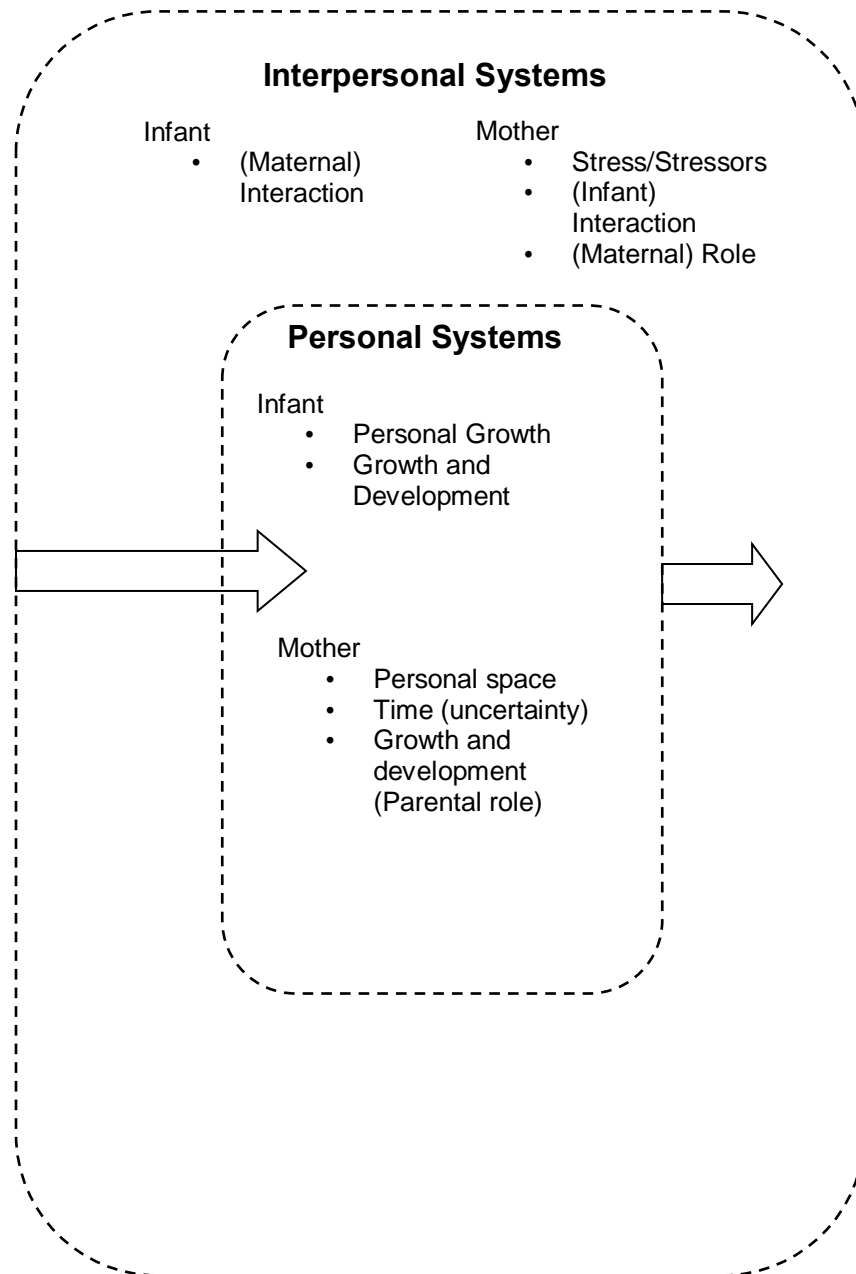 Interpersonal Systems
Infant
• (Maternal)
Interaction
Mother
• Stress/Stressors
• (Infant)
Interaction
• (Maternal) Role
Personal Systems
Infant
• Personal Growth
• Growth and
Development
Mother
• Personal space
• Time (uncertainty)
• Growth and
development
(Parental role)